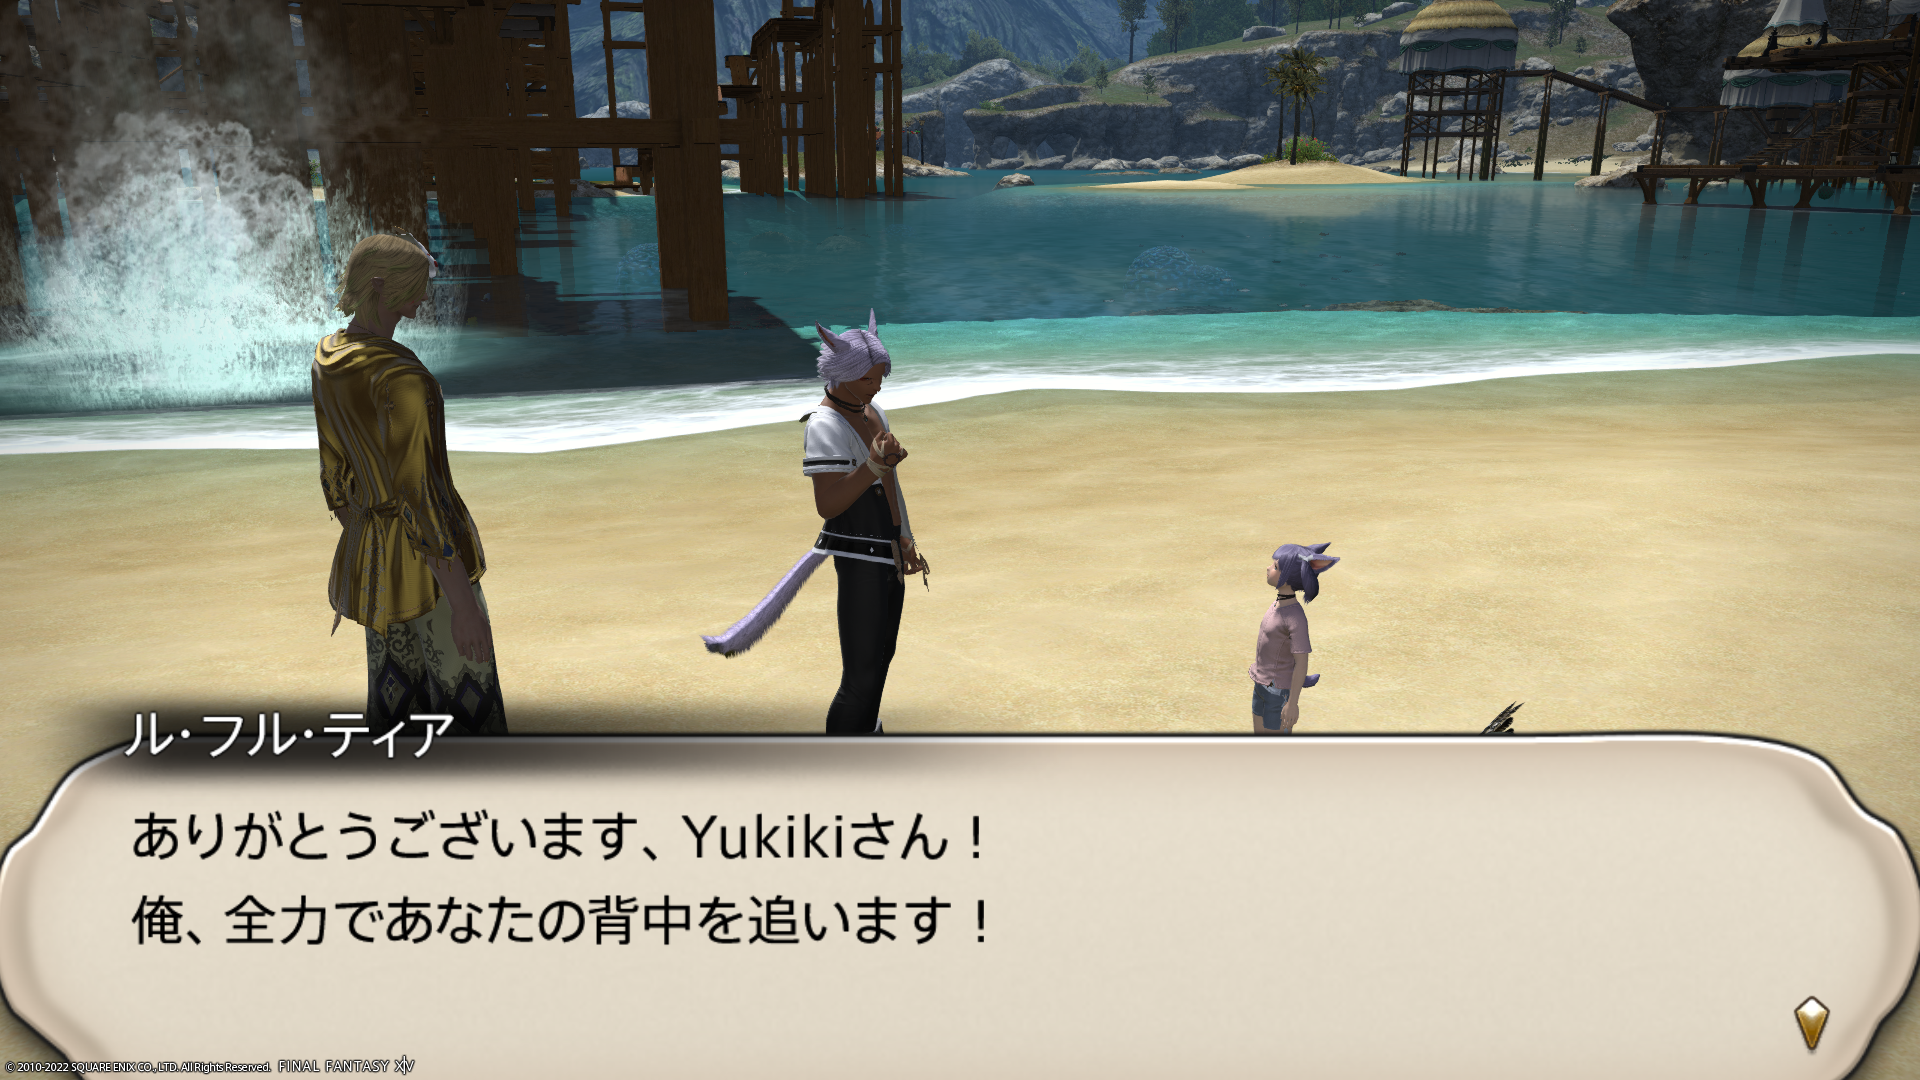 ル・フル・ティア
ありがとうございます、Yukikiさん！
俺、全力であなたの背中を追います！
© 2010-2022 SQUARE ENIX CO., LTD. All Rights Reserved. FINAL FANTASY XIV